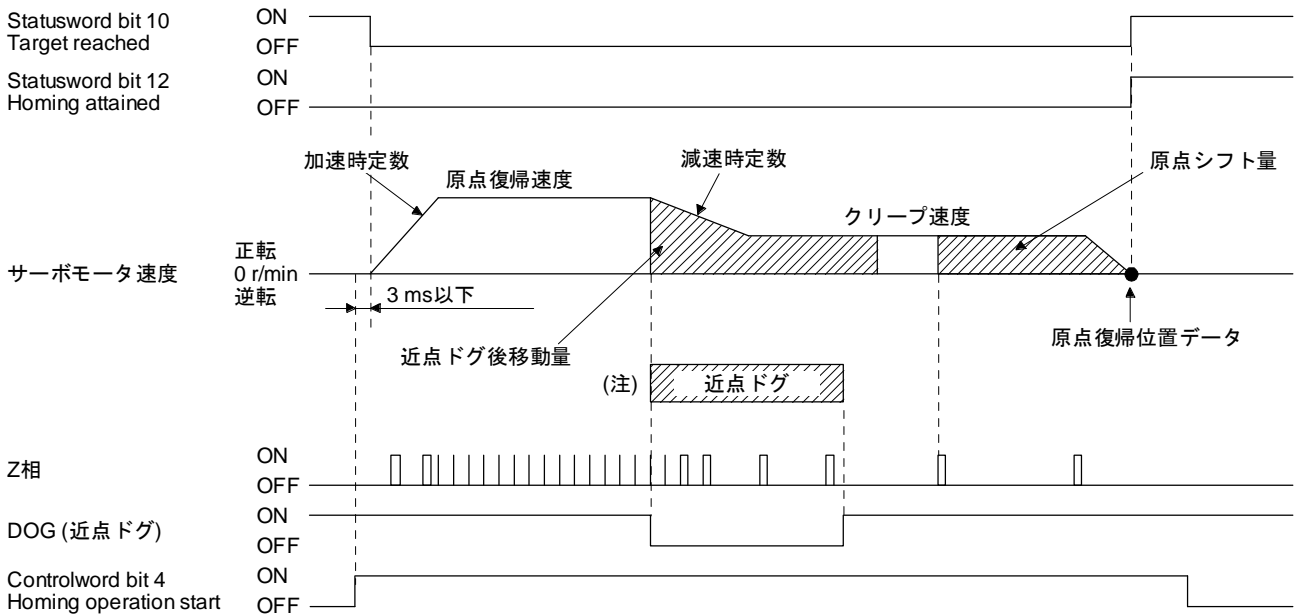 Statusword bit 10
Target reached
ON
OFF
Statusword bit 12
Homing attained
ON
OFF
加速時定数
原点復帰速度
減速時定数
クリープ速度
原点シフト量
サーボモータ速度
正転
0 r/min
逆転
3 ms以下
近点ドグ後移動量
原点復帰位置データ
(注)
近点ドグ
Z相
ON
OFF
DOG (近点ドグ)
ON
OFF
Controlword bit 4
Homing operation start
ON
OFF